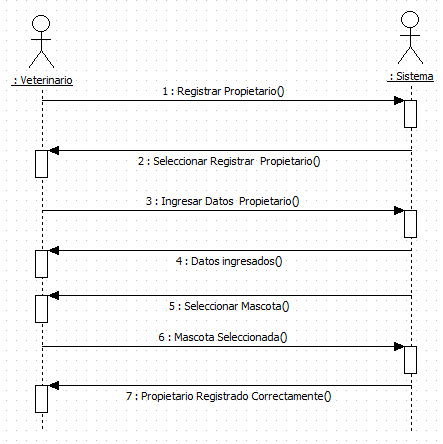 : Veterinario
: Sistema
1 : Registrar Propietario()
2 : Seleccionar Registrar Propietario()
3 : Ingresar Datos Propietario()
4 : Datos ingresados()
5 : Seleccionar Mascota()
6 : Mascota Seleccionada()
7 : Propietario Registrado Correctamente()